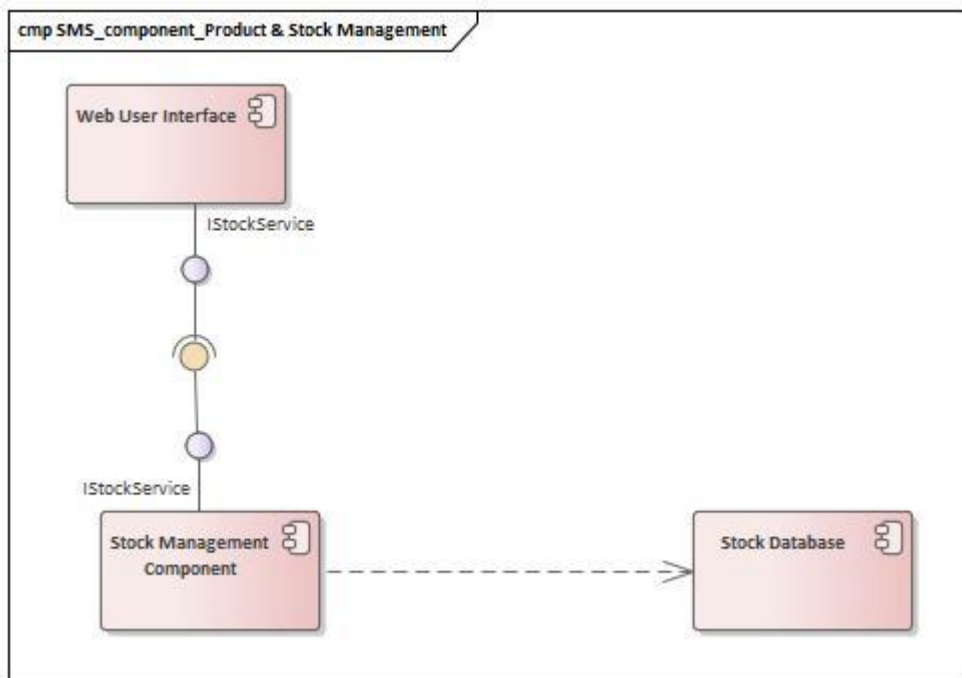 cmp SMS_component_Product & Stock Management
Web User Interface
IStockService
IStockService
Stock Management
Component
Stock Database